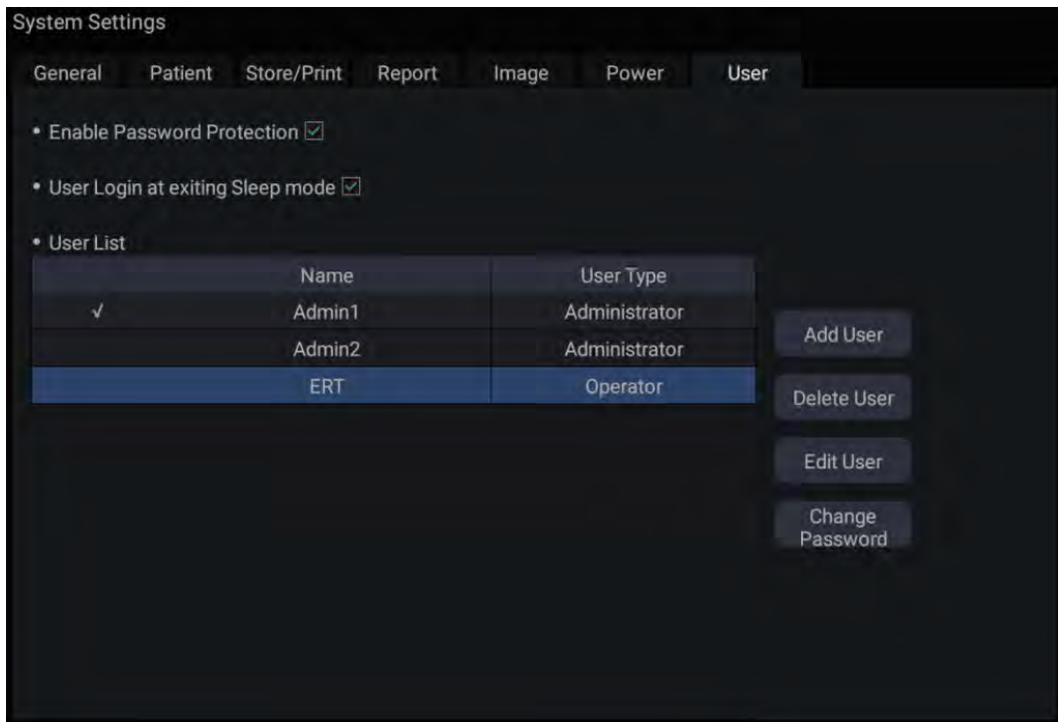 System Settings
General Patient Store/Print Report Image Power User
• Enable Password Protection
• User Login at exiting Sleep mode
• User List
Name User Type
√ Admin1 Administrator
Admin2 Administrator
ERT Operator
Add User
Delete User
Edit User
Change
Password